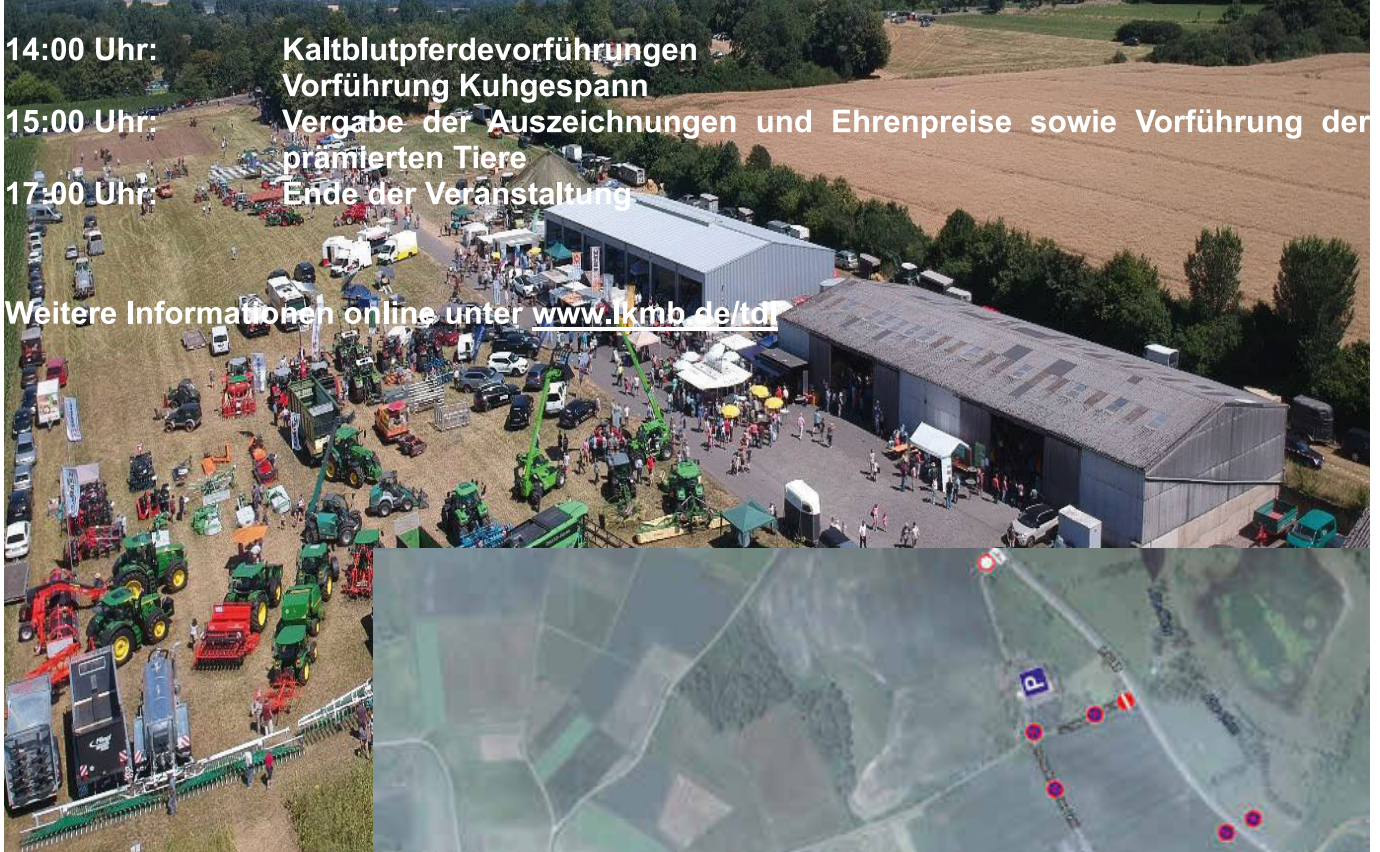 14:00 Uhr: Kaltblutpferdevorführungen
Vorführung Kuhgespann
15:00 Uhr: Vergabe der Auszeichnungen und Ehrenpreise sowie Vorführung der
prämierten Tiere
17:00 Uhr: Ende der Veranstaltung
Weitere Informationen online unter www.lkmb.de/tdl
P